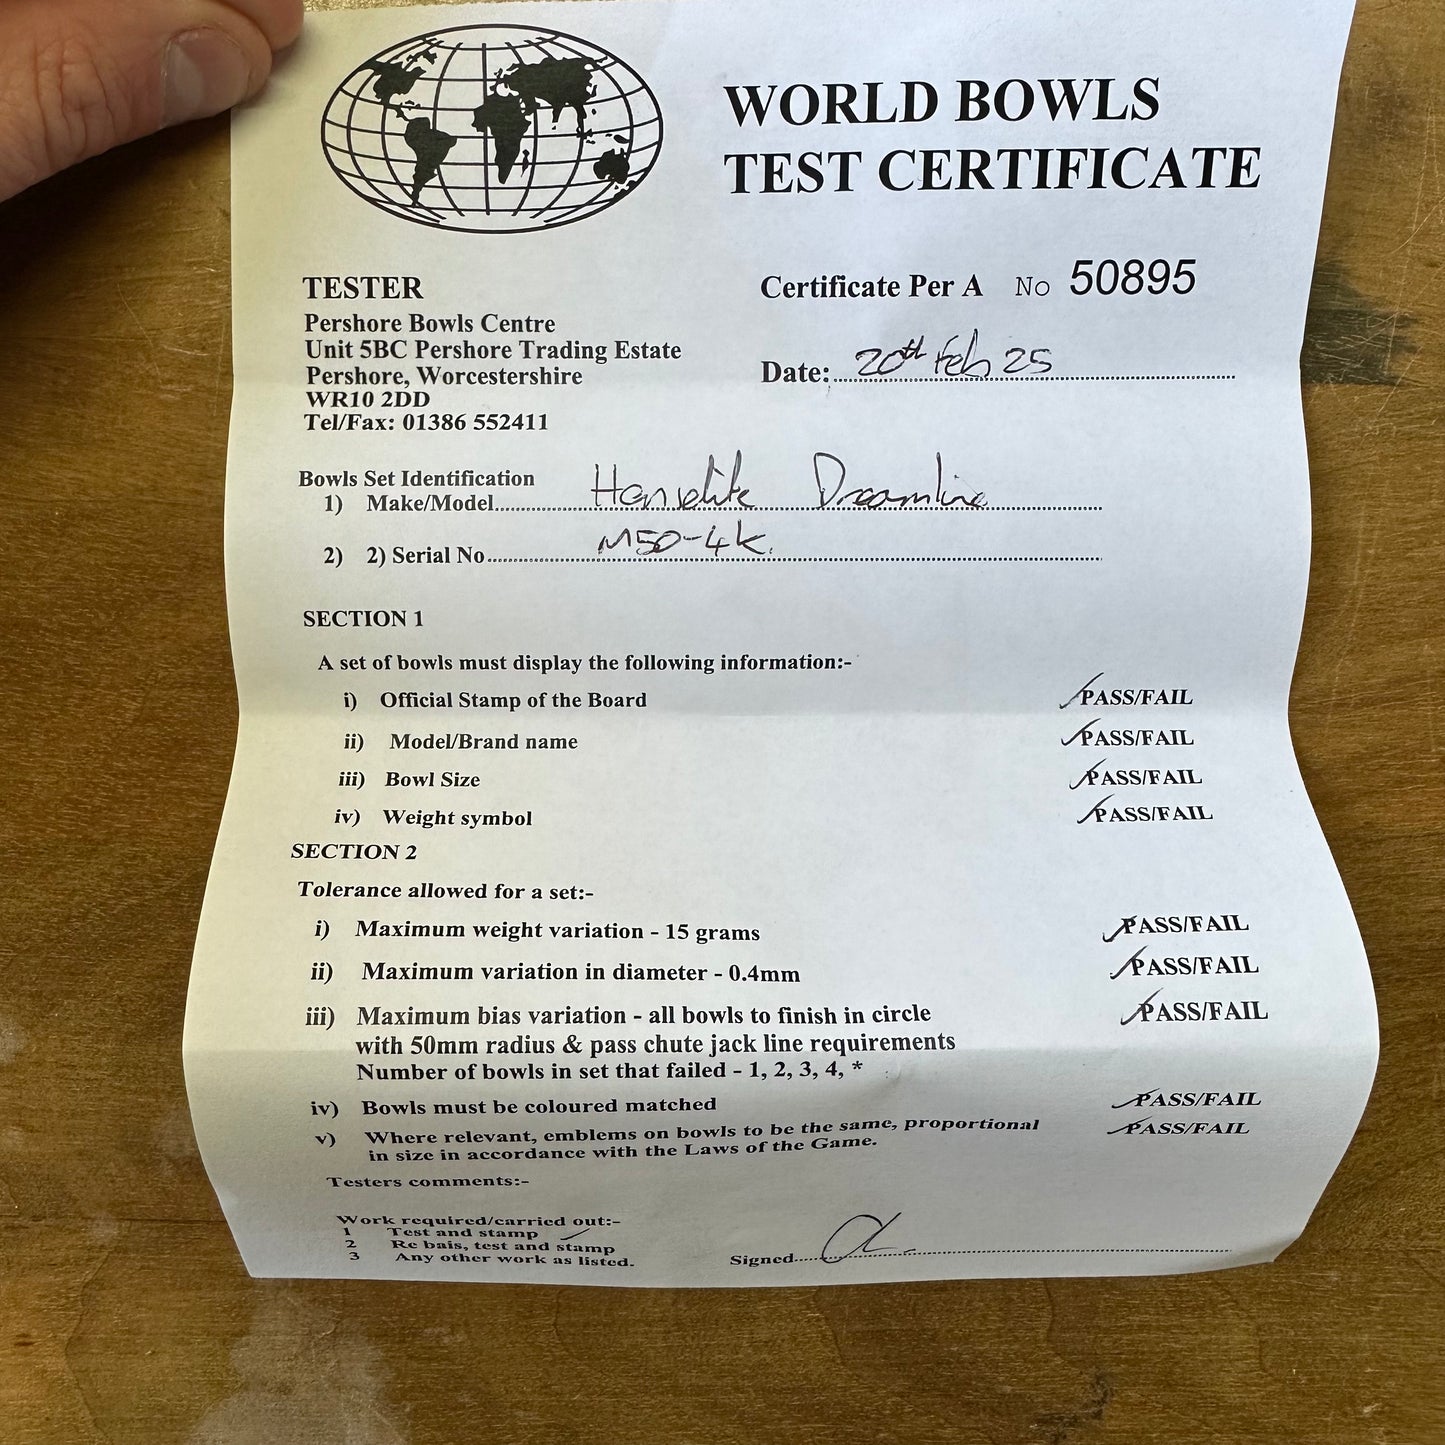 WORLD BOWLS
TEST CERTIFICATE
TESTER
Pershore Bowls Centre
Unit 5BC Pershore Trading Estate
Pershore, Worcestershire
WR10 2DD
Tel/Fax: 01386 552411
Certificate Per A No 50895
Date: 20th Feb 25
Bowls Set Identification
1) Make/Model Henselite Dreamline
2) 2) Serial No M50-4K.
SECTION 1
A set of bowls must display the following information:-
i) Official Stamp of the Board PASS/FAIL
ii) Model/Brand name PASS/FAIL
iii) Bowl Size PASS/FAIL
iv) Weight symbol PASS/FAIL
SECTION 2
Tolerance allowed for a set:-
i) Maximum weight variation - 15 grams PASS/FAIL
ii) Maximum variation in diameter - 0.4mm PASS/FAIL
iii) Maximum bias variation - all bowls to finish in circle PASS/FAIL
with 50mm radius & pass chute jack line requirements
Number of bowls in set that failed - 1, 2, 3, 4, *
iv) Bowls must be coloured matched PASS/FAIL
v) Where relevant, emblems on bowls to be the same, proportional PASS/FAIL
in size in accordance with the Laws of the Game.
Testers comments:-
Work required/carried out:-
1 Test and stamp
2 Re bais, test and stamp
3 Any other work as listed.
Signed